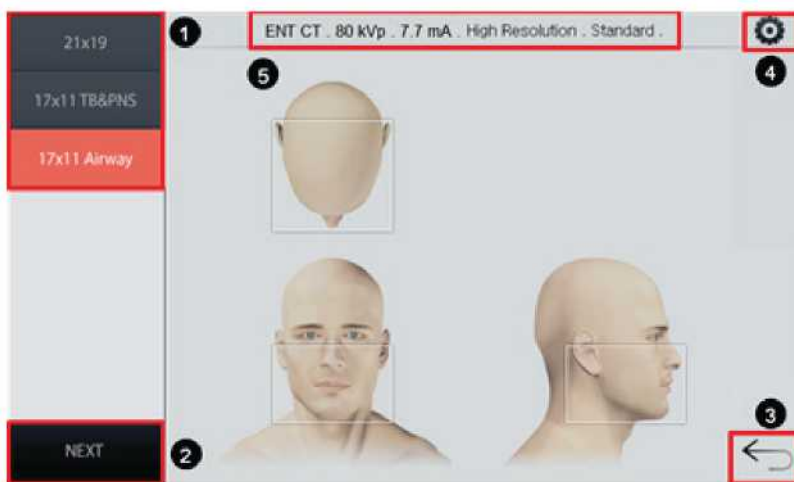 21x19
1
ENT CT . 80 kVp . 7.7 mA . High Resolution . Standard .
4
17x11 TB&PNS
5
17x11 Airway
3
NEXT
2